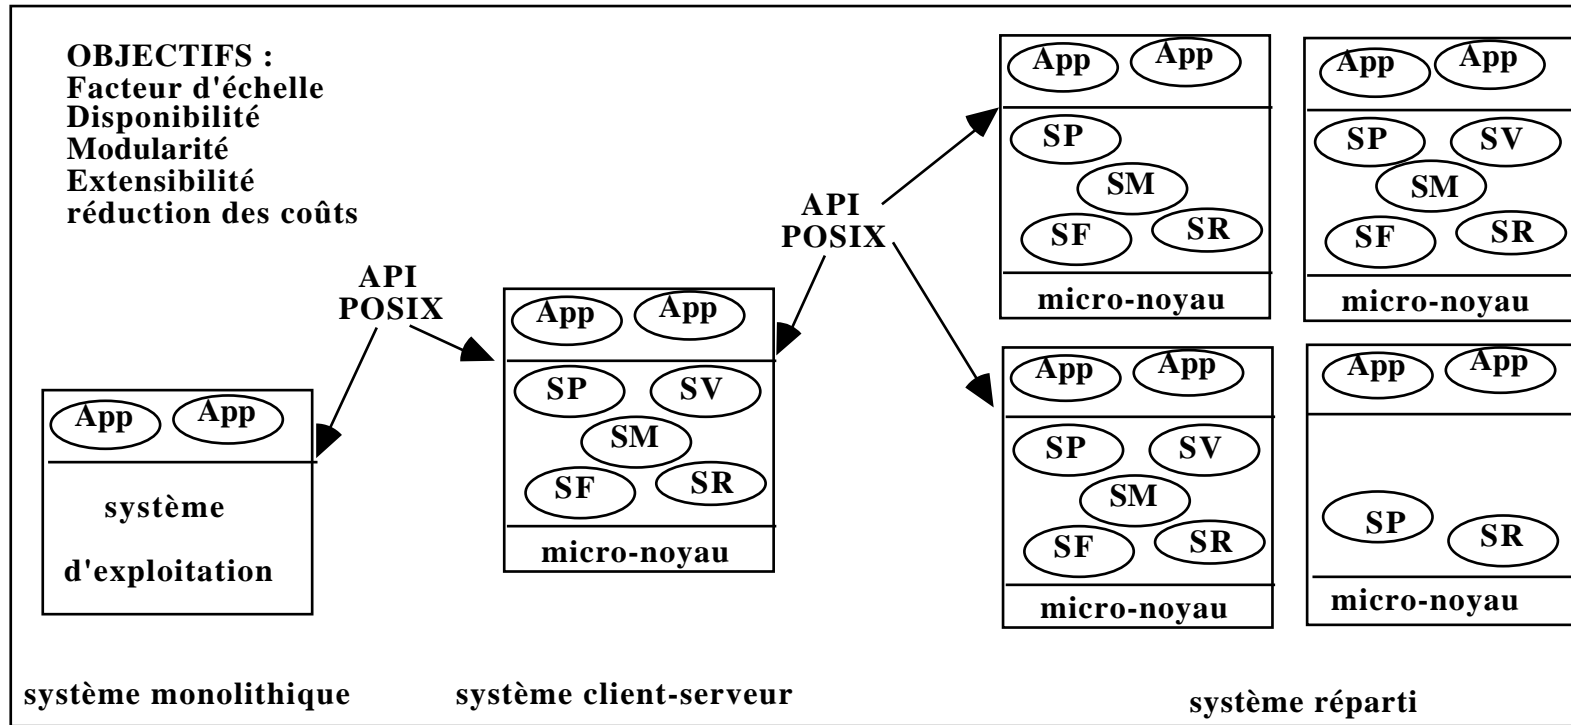 OBJECTIFS :
Facteur d'échelle
Disponibilité
Modularité
Extensibilité
réduction des coûts
API
POSIX
App App
système
d'exploitation
système monolithique
App App
SP SV
SM
SF SR
micro-noyau
système client-serveur
API
POSIX
App App
SP
SM
SF SR
micro-noyau
App App
SP SV
SM
SF SR
micro-noyau
App App
SP SV
SM
SF SR
micro-noyau
App App
SP SR
micro-noyau
système réparti